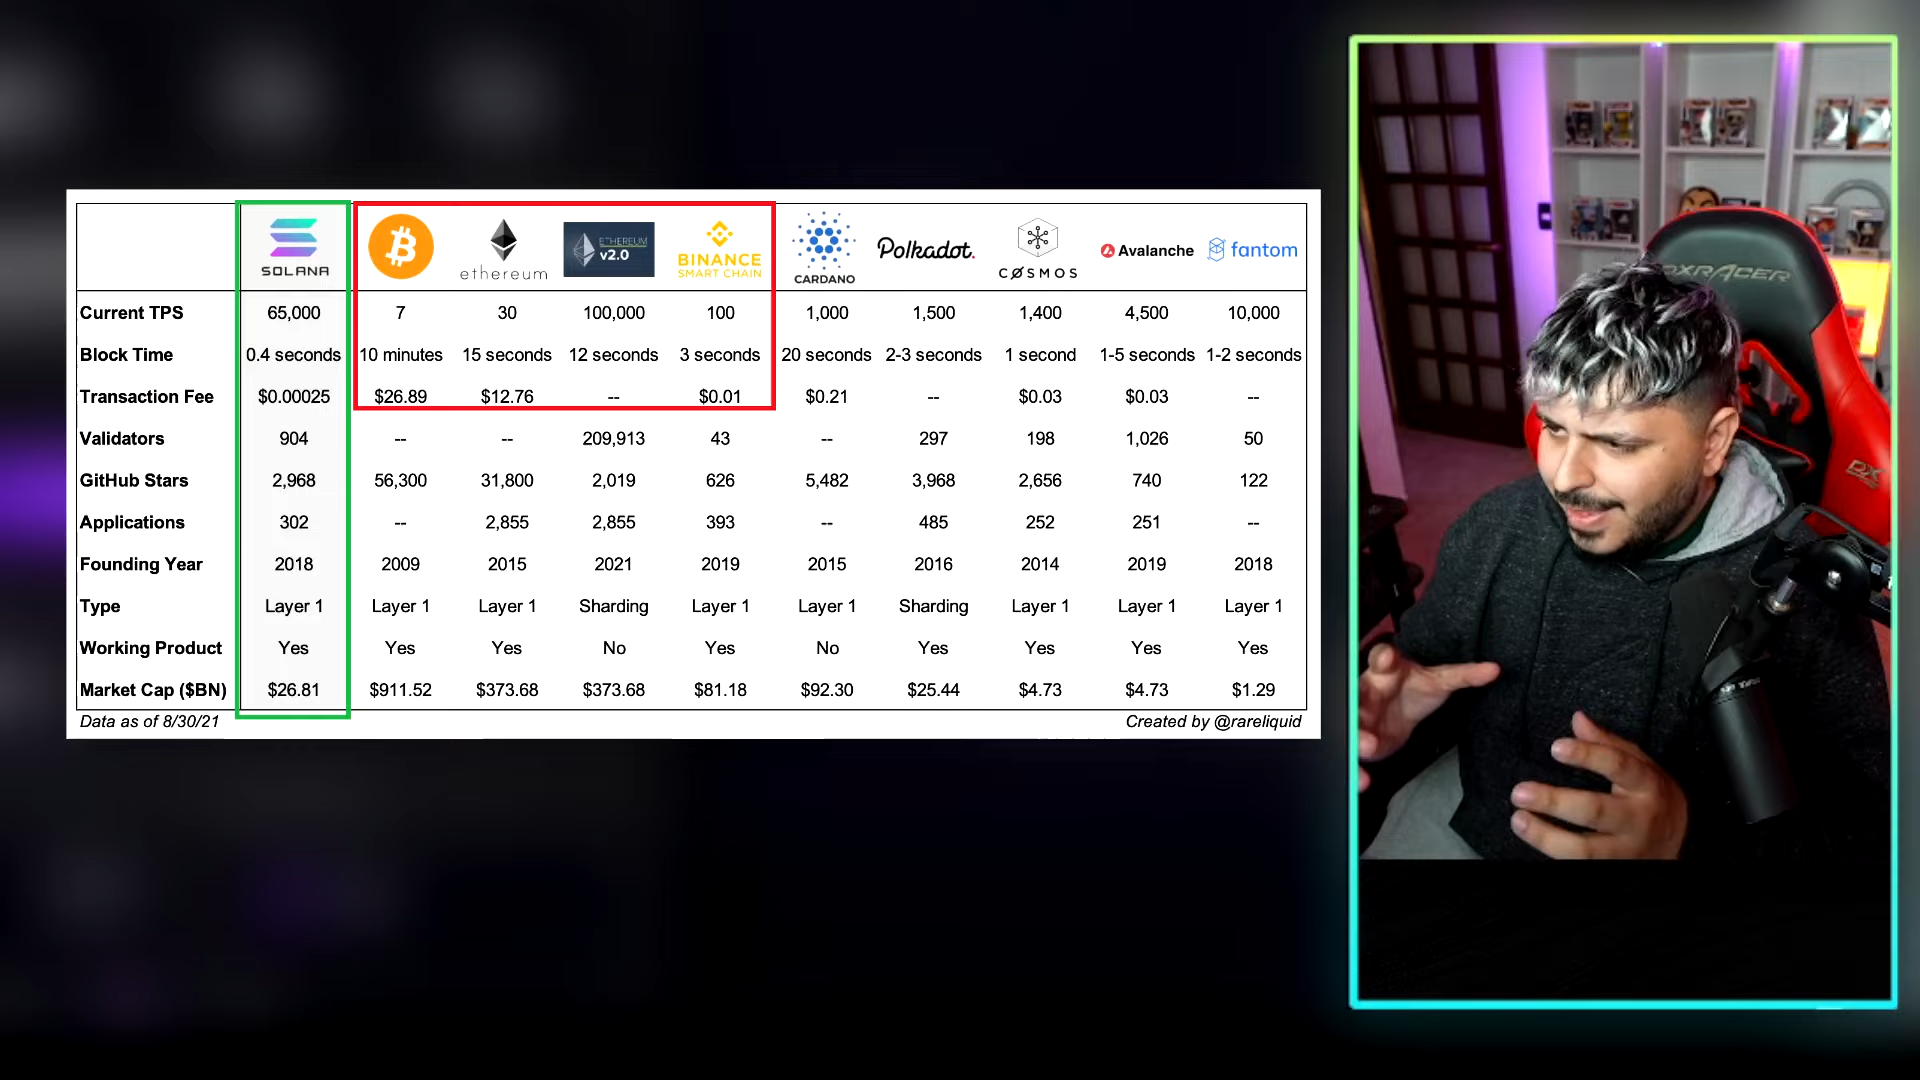 SOLANA ethereum ETHEREUM v2.0 BINANCE SMART CHAIN CARDANO Polkadot. COSMOS Avalanche fantom
Current TPS 65,000 7 30 100,000 100 1,000 1,500 1,400 4,500 10,000
Block Time 0.4 seconds 10 minutes 15 seconds 12 seconds 3 seconds 20 seconds 2-3 seconds 1 second 1-5 seconds 1-2 seconds
Transaction Fee $0.00025 $26.89 $12.76 -- $0.01 $0.21 -- $0.03 $0.03 --
Validators 904 -- -- 209,913 43 -- 297 198 1,026 50
GitHub Stars 2,968 56,300 31,800 2,019 626 5,482 3,968 2,656 740 122
Applications 302 -- 2,855 2,855 393 -- 485 252 251 --
Founding Year 2018 2009 2015 2021 2019 2015 2016 2014 2019 2018
Type Layer 1 Layer 1 Layer 1 Sharding Layer 1 Layer 1 Sharding Layer 1 Layer 1 Layer 1
Working Product Yes Yes Yes No Yes No Yes Yes Yes Yes
Market Cap ($BN) $26.81 $911.52 $373.68 $373.68 $81.18 $92.30 $25.44 $4.73 $4.73 $1.29
Data as of 8/30/21 Created by @rareliquid
DXRACER
DX